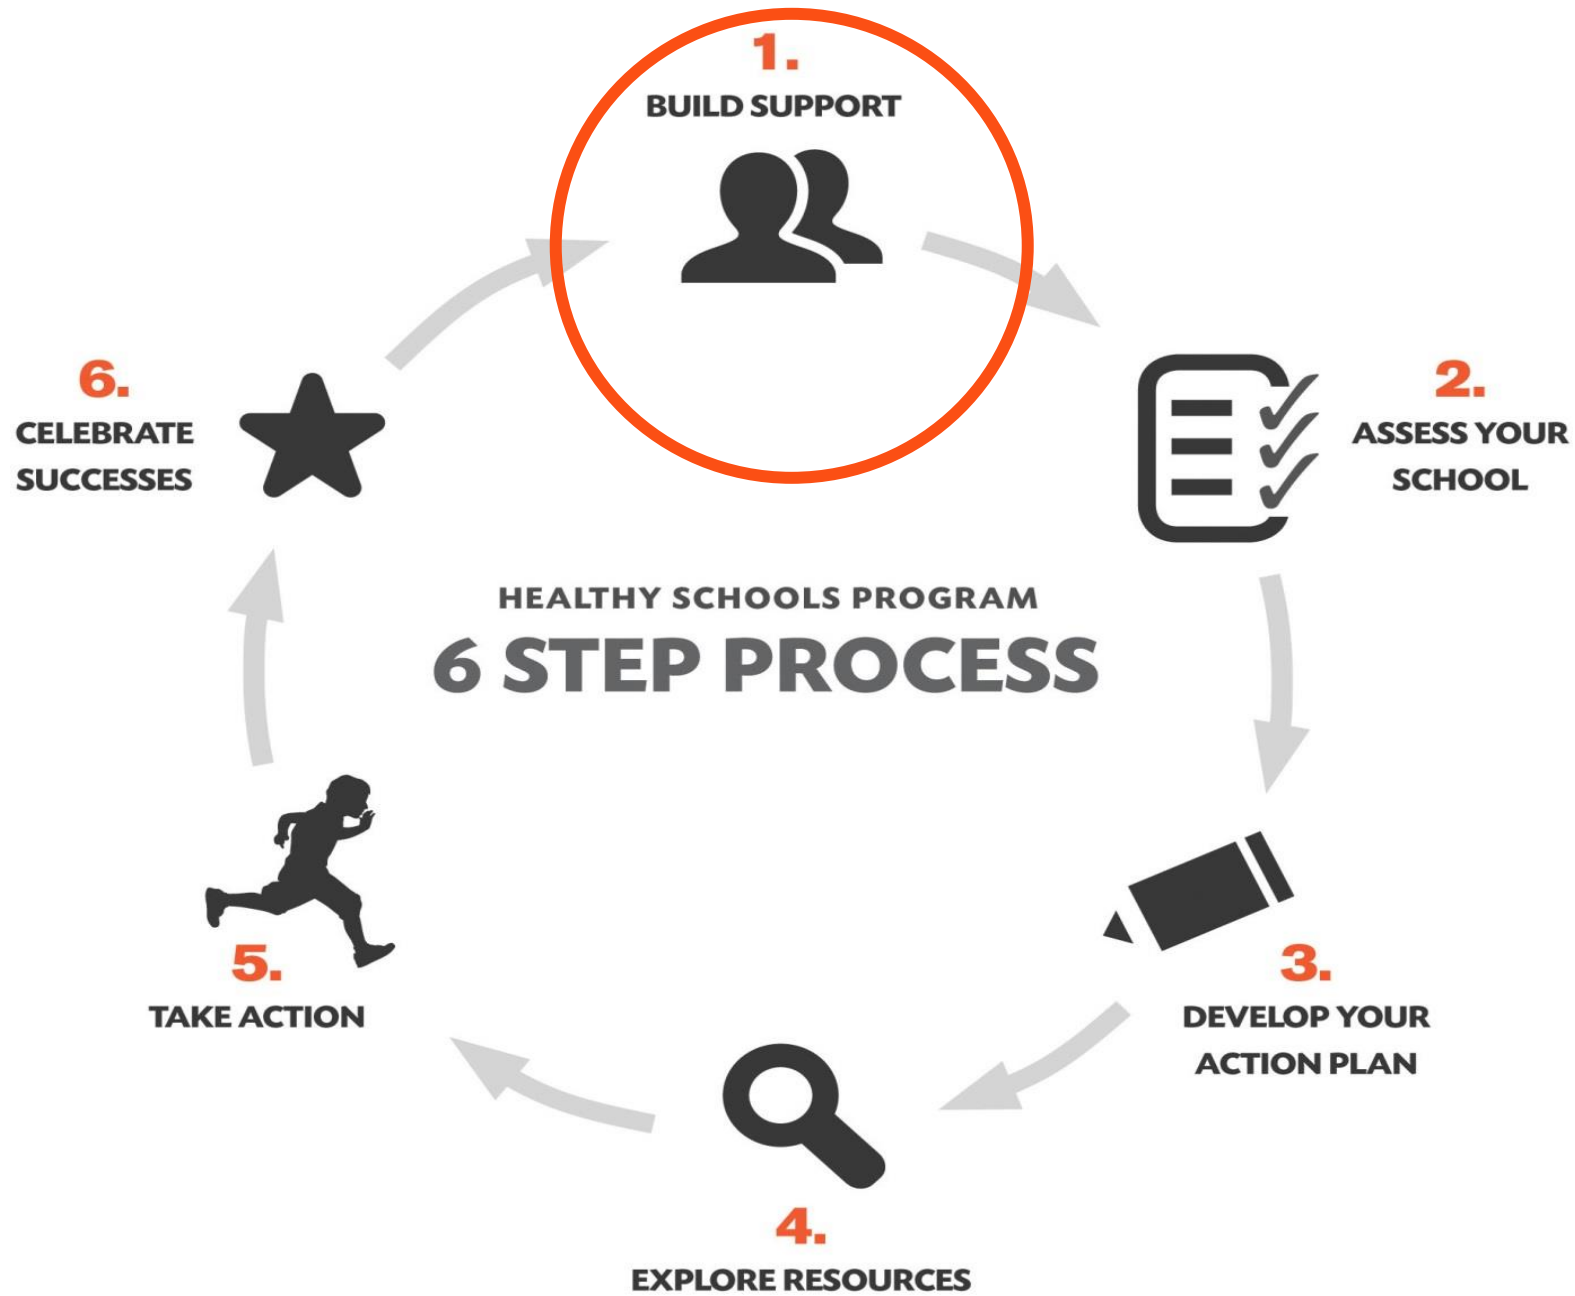 1.
BUILD SUPPORT
2.
ASSESS YOUR
SCHOOL
3.
DEVELOP YOUR
ACTION PLAN
4.
EXPLORE RESOURCES
5.
TAKE ACTION
6.
CELEBRATE
SUCCESSES
HEALTHY SCHOOLS PROGRAM
6 STEP PROCESS